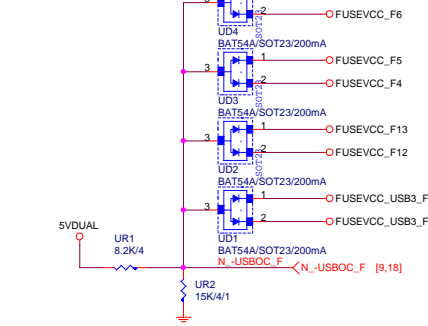 2 FUSEVCC_F6
SOT23
UD4
BAT54A/SOT23/200mA
1 FUSEVCC_F5
3
2 FUSEVCC_F4
SOT23
UD3
BAT54A/SOT23/200mA
1 FUSEVCC_F13
3
2 FUSEVCC_F12
SOT23
UD2
BAT54A/SOT23/200mA
1 FUSEVCC_USB3_F
3
2 FUSEVCC_USB3_F
5VDUAL
UD1
BAT54A/SOT23/200mA
UR1
8.2K/4
N_-USBOC_F
N_-USBOC_F [9,18]
UR2
15K/4/1